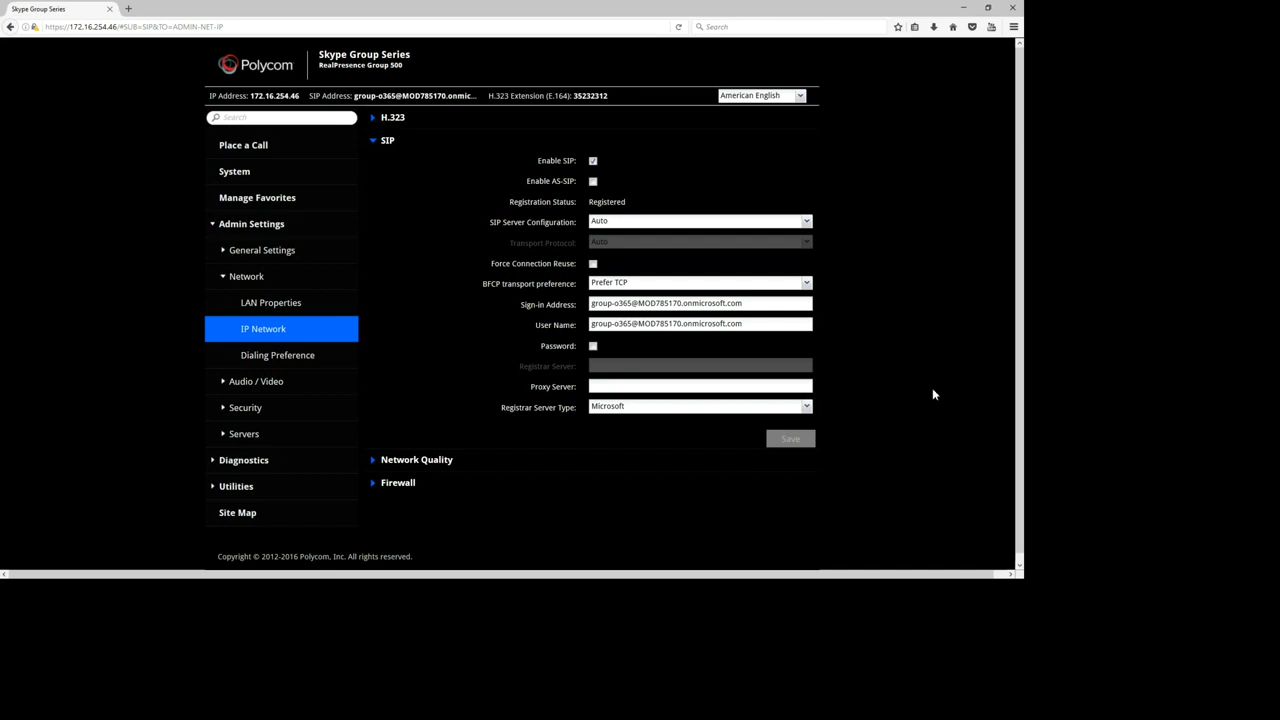 Skype Group Series
https://172.16.254.46/#SUB=SIP&TO=ADMIN-NET-IP
Search
Polycom
Skype Group Series
RealPresence Group 500
IP Address: 172.16.254.46 SIP Address: group-o365@MOD785170.onmic... H.323 Extension (E.164): 35232312
American English
Search
Place a Call
System
Manage Favorites
Admin Settings
General Settings
Network
LAN Properties
IP Network
Dialing Preference
Audio / Video
Security
Servers
Diagnostics
Utilities
Site Map
H.323
SIP
Enable SIP:
Enable AS-SIP:
Registration Status: Registered
SIP Server Configuration: Auto
Transport Protocol: Auto
Force Connection Reuse:
BFCP transport preference: Prefer TCP
Sign-in Address: group-o365@MOD785170.onmicrosoft.com
User Name: group-o365@MOD785170.onmicrosoft.com
Password:
Registrar Server:
Proxy Server:
Registrar Server Type: Microsoft
Save
Network Quality
Firewall
Copyright © 2012-2016 Polycom, Inc. All rights reserved.